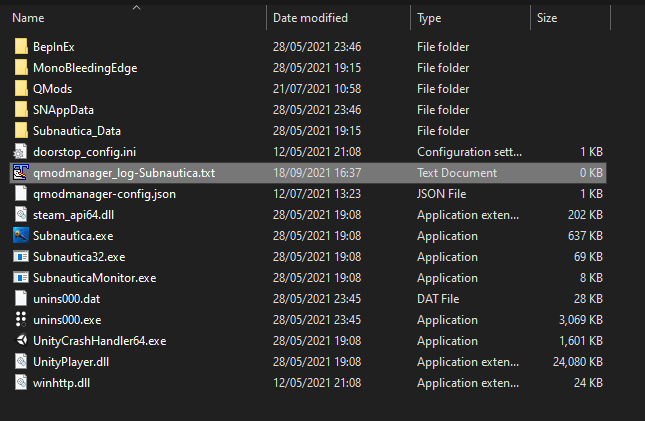 Name Date modified Type Size
BepInEx 28/05/2021 23:46 File folder
MonoBleedingEdge 28/05/2021 19:15 File folder
QMods 21/07/2021 10:58 File folder
SNAppData 28/05/2021 23:46 File folder
Subnautica_Data 28/05/2021 19:15 File folder
doorstop_config.ini 12/05/2021 21:08 Configuration sett... 1 KB
qmodmanager_log-Subnautica.txt 18/09/2021 16:37 Text Document 0 KB
qmodmanager-config.json 12/07/2021 13:23 JSON File 1 KB
steam_api64.dll 28/05/2021 19:08 Application exten... 202 KB
Subnautica.exe 28/05/2021 19:08 Application 637 KB
Subnautica32.exe 28/05/2021 19:08 Application 69 KB
SubnauticaMonitor.exe 28/05/2021 19:08 Application 8 KB
unins000.dat 28/05/2021 23:45 DAT File 28 KB
unins000.exe 28/05/2021 23:45 Application 3,069 KB
UnityCrashHandler64.exe 28/05/2021 19:08 Application 1,601 KB
UnityPlayer.dll 28/05/2021 19:08 Application exten... 24,080 KB
winhttp.dll 12/05/2021 21:08 Application exten... 24 KB